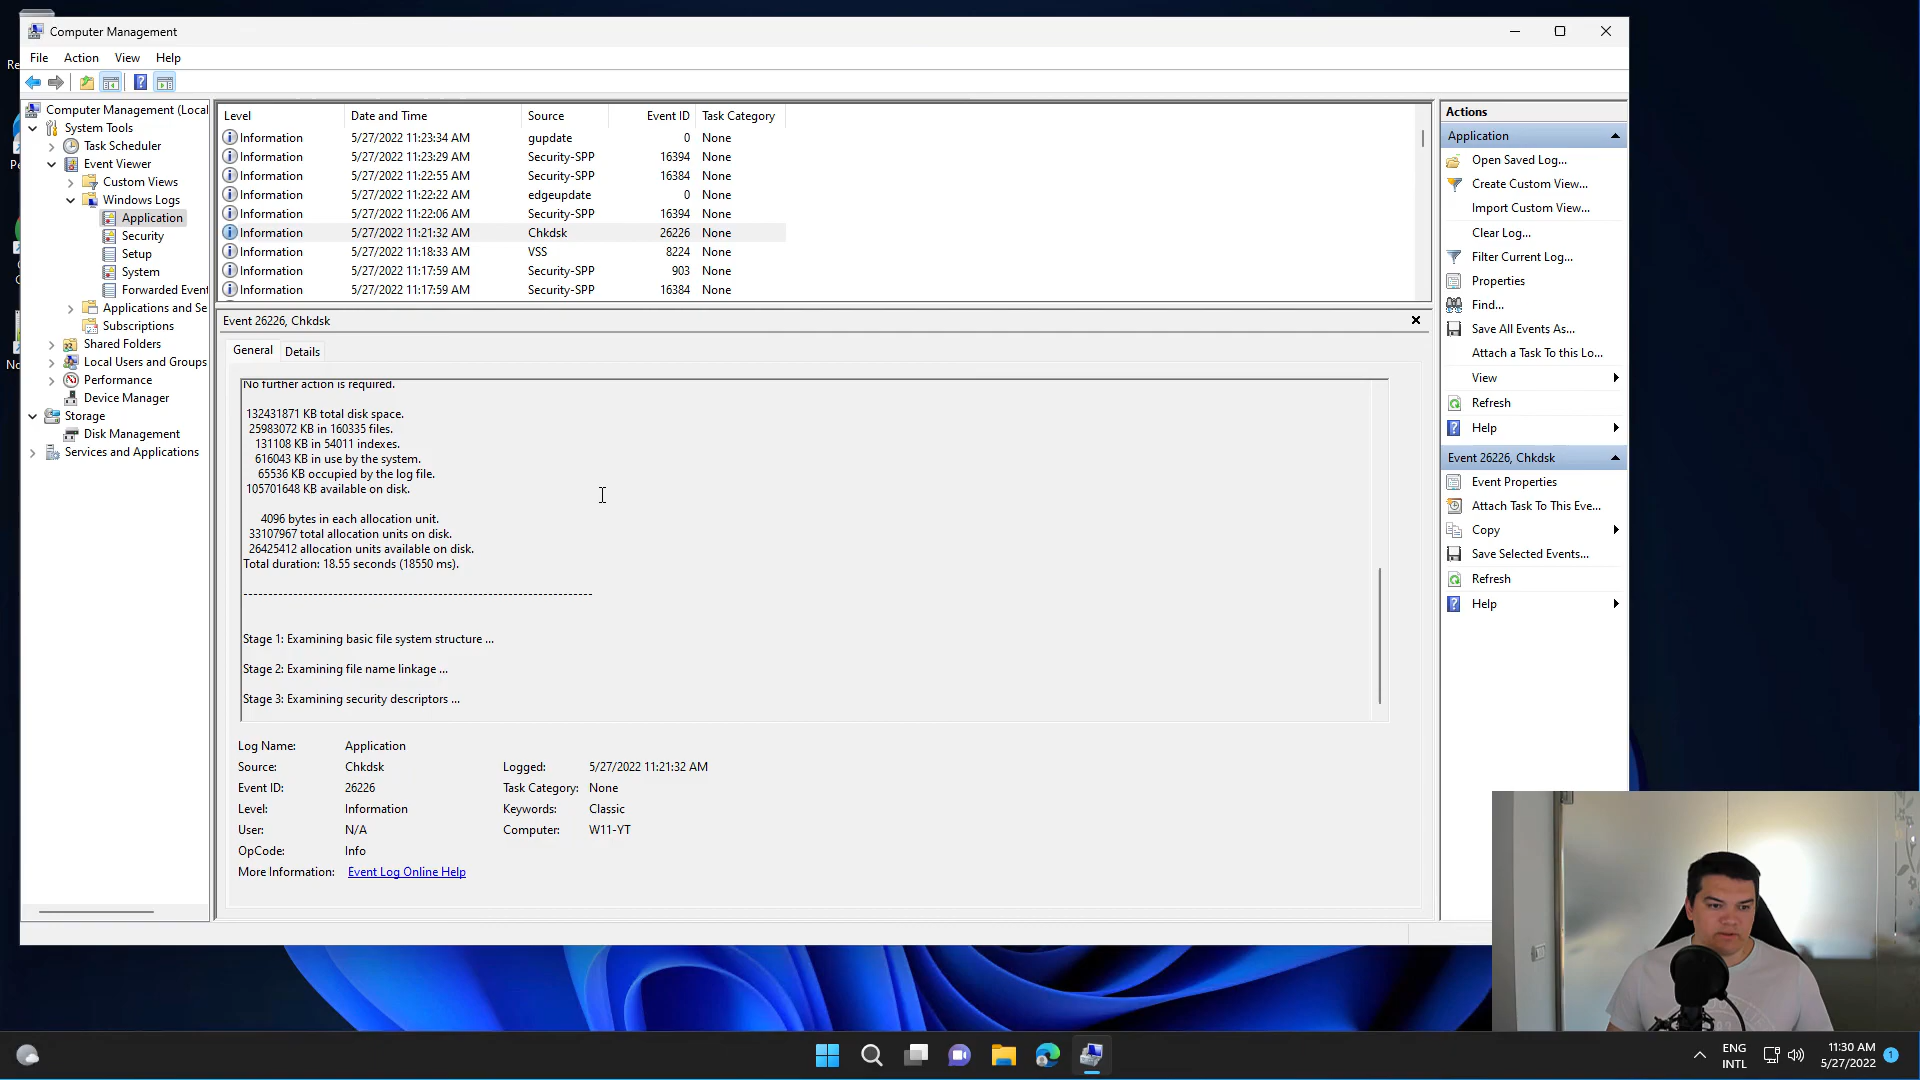 Computer Management
File Action View Help
Computer Management (Local
System Tools
Task Scheduler
Event Viewer
Custom Views
Windows Logs
Application
Security
Setup
System
Forwarded Event
Applications and Se
Subscriptions
Shared Folders
Local Users and Groups
Performance
Device Manager
Storage
Disk Management
Services and Applications
Level Date and Time Source Event ID Task Category
Information 5/27/2022 11:23:34 AM gupdate 0 None
Information 5/27/2022 11:23:29 AM Security-SPP 16394 None
Information 5/27/2022 11:22:55 AM Security-SPP 16384 None
Information 5/27/2022 11:22:22 AM edgeupdate 0 None
Information 5/27/2022 11:22:06 AM Security-SPP 16394 None
Information 5/27/2022 11:21:32 AM Chkdsk 26226 None
Information 5/27/2022 11:18:33 AM VSS 8224 None
Information 5/27/2022 11:17:59 AM Security-SPP 903 None
Information 5/27/2022 11:17:59 AM Security-SPP 16384 None
Event 26226, Chkdsk
General Details
No further action is required.
132431871 KB total disk space.
25983072 KB in 160335 files.
131108 KB in 54011 indexes.
616043 KB in use by the system.
65536 KB occupied by the log file.
105701648 KB available on disk.
4096 bytes in each allocation unit.
33107967 total allocation units on disk.
26425412 allocation units available on disk.
Total duration: 18.55 seconds (18550 ms).
----------------------------------------------------------------------
Stage 1: Examining basic file system structure ...
Stage 2: Examining file name linkage ...
Stage 3: Examining security descriptors ...
Log Name: Application
Source: Chkdsk Logged: 5/27/2022 11:21:32 AM
Event ID: 26226 Task Category: None
Level: Information Keywords: Classic
User: N/A Computer: W11-YT
OpCode: Info
More Information: Event Log Online Help
Actions
Application
Open Saved Log...
Create Custom View...
Import Custom View...
Clear Log...
Filter Current Log...
Properties
Find...
Save All Events As...
Attach a Task To this Lo...
View
Refresh
Help
Event 26226, Chkdsk
Event Properties
Attach Task To This Eve...
Copy
Save Selected Events...
Refresh
Help
ENG
INTL
11:30 AM
5/27/2022
1